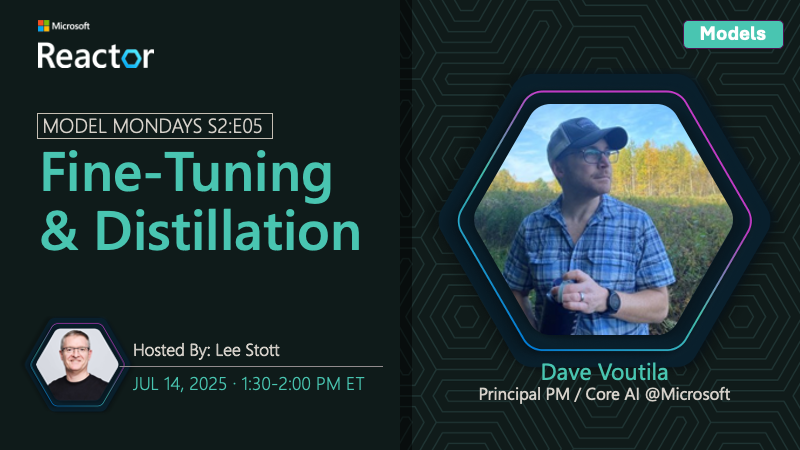 Microsoft
Reactor
MODEL MONDAYS S2:E05
Fine-Tuning
& Distillation
Hosted By: Lee Stott
JUL 14, 2025 · 1:30-2:00 PM ET
Models
Dave Voutila
Principal PM / Core AI @Microsoft